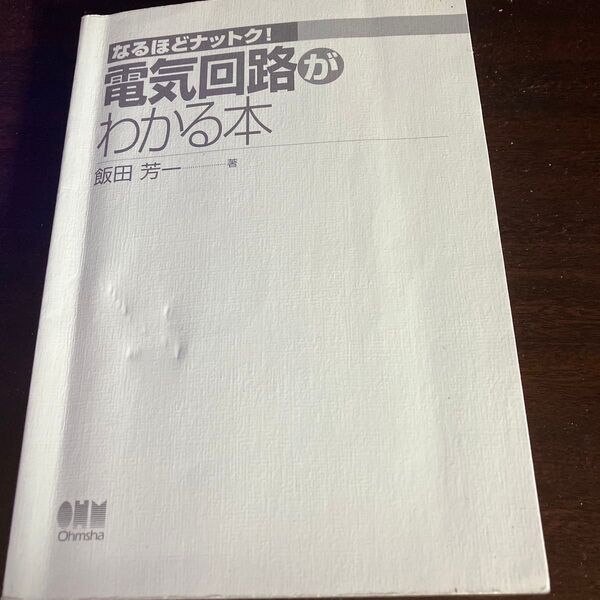 なるほどナットク!
電気回路が
わかる本
飯田 芳一………………著
OHM
Ohmsha